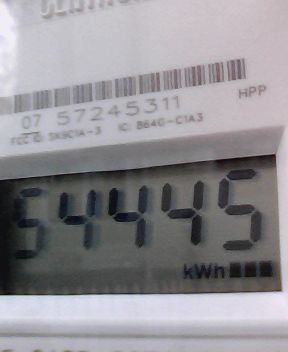 07 57245311
HPP
FCC ID: SK9C1A-3 IC: 864G-C1A3
54445
kWh